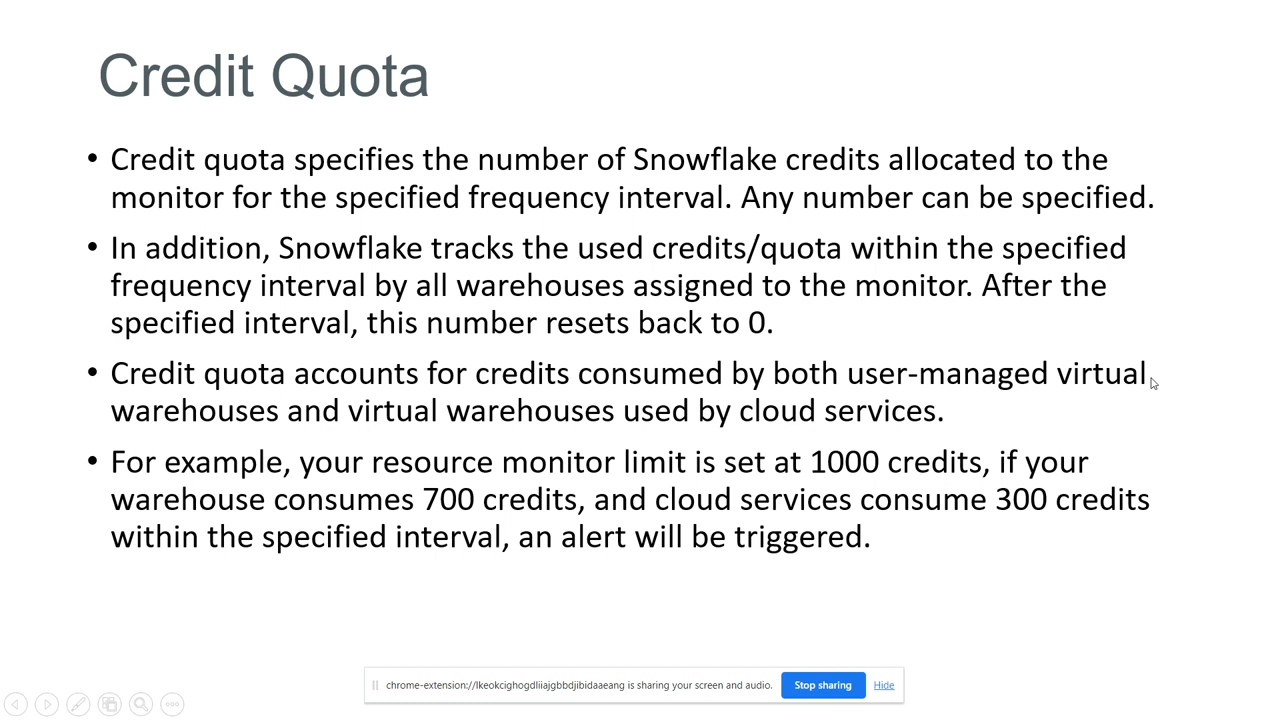 Credit Quota
• Credit quota specifies the number of Snowflake credits allocated to the
monitor for the specified frequency interval. Any number can be specified.
• In addition, Snowflake tracks the used credits/quota within the specified
frequency interval by all warehouses assigned to the monitor. After the
specified interval, this number resets back to 0.
• Credit quota accounts for credits consumed by both user-managed virtual
warehouses and virtual warehouses used by cloud services.
• For example, your resource monitor limit is set at 1000 credits, if your
warehouse consumes 700 credits, and cloud services consume 300 credits
within the specified interval, an alert will be triggered.
chrome-extension://lkeokcighogdliiajgbbdjibidaaeang is sharing your screen and audio. Stop sharing Hide